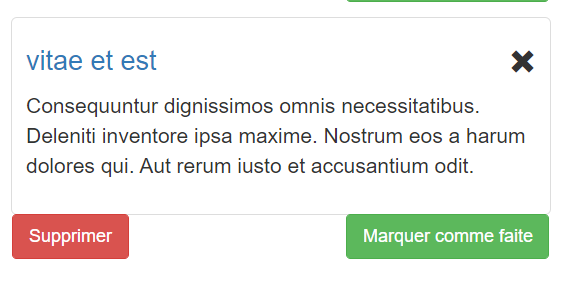 vitae et est
Consequuntur dignissimos omnis necessitatibus.
Deleniti inventore ipsa maxime. Nostrum eos a harum
dolores qui. Aut rerum iusto et accusantium odit.
Supprimer
Marquer comme faite